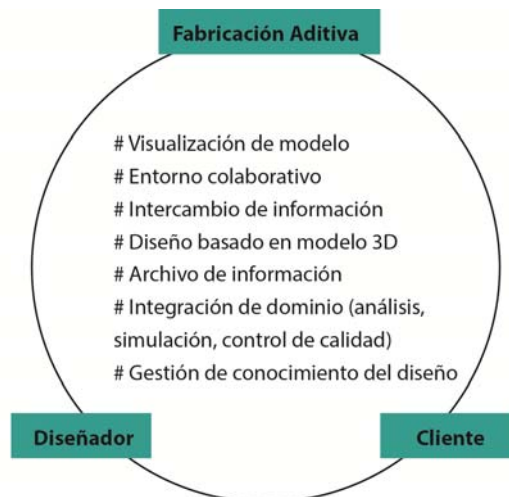 Fabricación Aditiva
# Visualización de modelo
# Entorno colaborativo
# Intercambio de información
# Diseño basado en modelo 3D
# Archivo de información
# Integración de dominio (análisis,
simulación, control de calidad)
# Gestión de conocimiento del diseño
Diseñador
Cliente